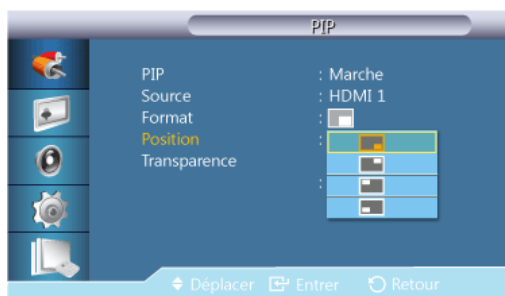 PIP
PIP : Marche
Source : HDMI 1
Format :
Position :
Transparence :
Déplacer Entrer Retour